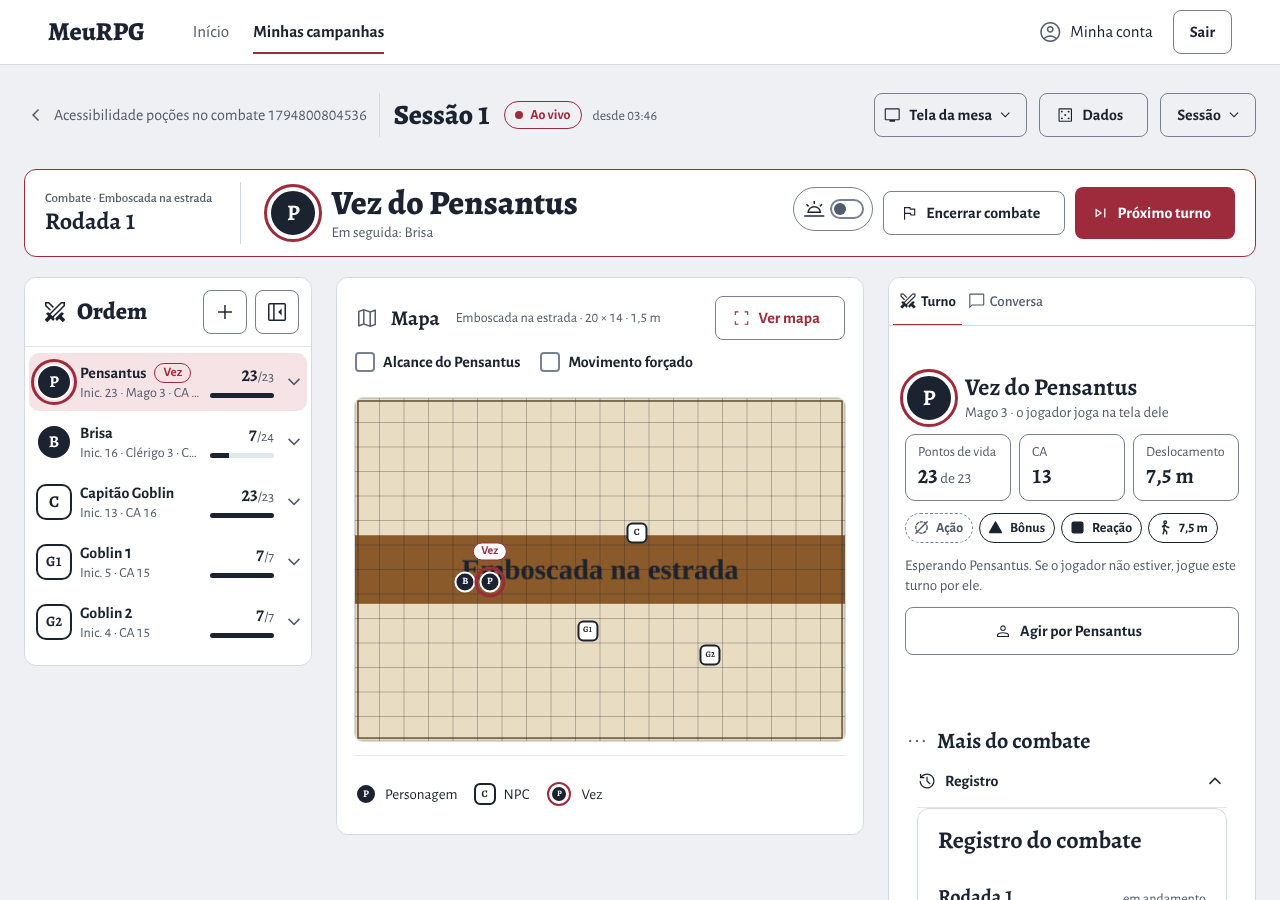 MeuRPG
Início
Minhas campanhas
Minha conta
Sair
Acessibilidade poções no combate 1794800804536
Sessão 1
Ao vivo
desde 03:46
Tela da mesa
Dados
Sessão
Combate · Emboscada na estrada
Rodada 1
P
Vez do Pensantus
Em seguida: Brisa
Encerrar combate
Próximo turno
Ordem
P
Pensantus
Vez
23/23
Inic. 23 · Mago 3 · CA ...
B
Brisa
7/24
Inic. 16 · Clérigo 3 · C...
C
Capitão Goblin
23/23
Inic. 13 · CA 16
G1
Goblin 1
7/7
Inic. 5 · CA 15
G2
Goblin 2
7/7
Inic. 4 · CA 15
Mapa
Emboscada na estrada · 20 × 14 · 1,5 m
Ver mapa
Alcance do Pensantus
Movimento forçado
C
Vez
Emboscada na estrada
B
P
G1
G2
P
Personagem
C
NPC
P
Vez
Turno
Conversa
P
Vez do Pensantus
Mago 3 · o jogador joga na tela dele
Pontos de vida
23 de 23
CA
13
Deslocamento
7,5 m
Ação
Bônus
Reação
7,5 m
Esperando Pensantus. Se o jogador não estiver, jogue este
turno por ele.
Agir por Pensantus
Mais do combate
Registro
Registro do combate
Rodada 1
em andamento